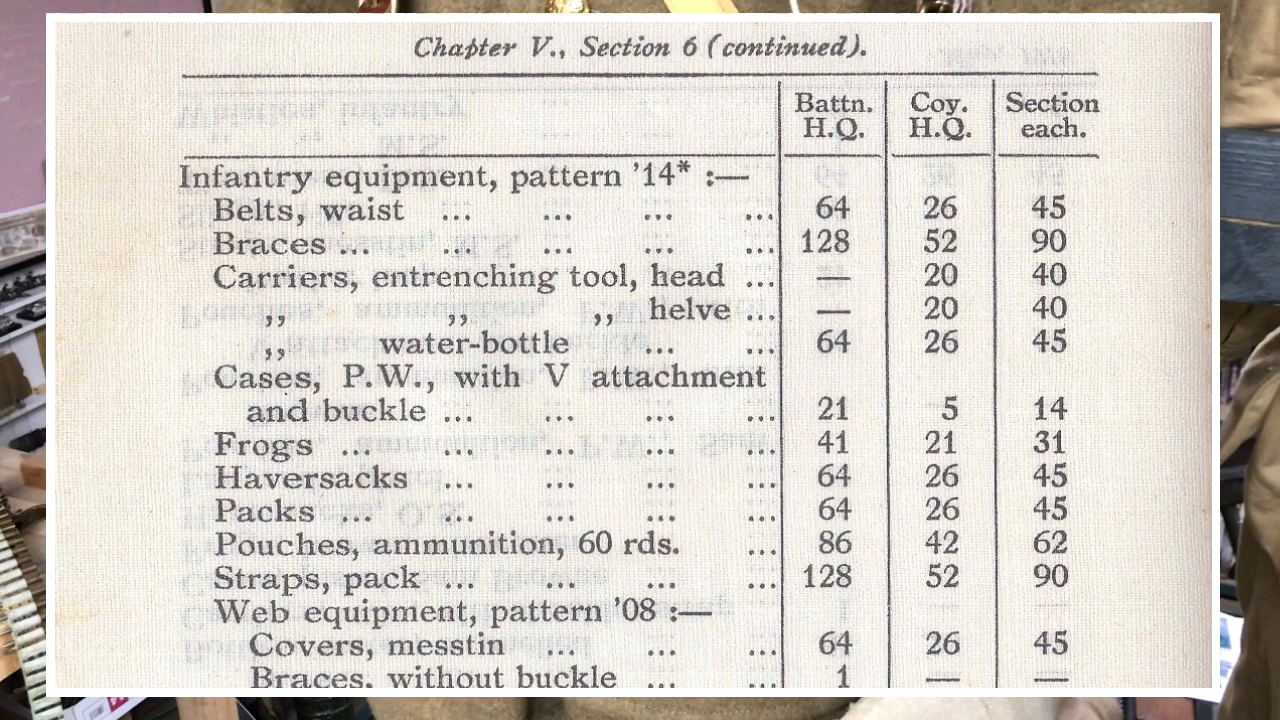 Chapter V., Section 6 (continued).
Battn. H.Q. Coy. H.Q. Section each.
Infantry equipment, pattern '14* :—
Belts, waist ... ... ... ... 64 26 45
Braces ... ... ... ... ... 128 52 90
Carriers, entrenching tool, head ... — 20 40
,, ,, ,, helve ... — 20 40
,, water-bottle ... ... 64 26 45
Cases, P.W., with V attachment
and buckle ... ... ... ... 21 5 14
Frogs ... ... ... ... ... 41 21 31
Haversacks ... ... ... ... 64 26 45
Packs ... ... ... ... ... 64 26 45
Pouches, ammunition, 60 rds. ... 86 42 62
Straps, pack ... ... ... ... 128 52 90
Web equipment, pattern '08 :—
Covers, messtin ... ... ... 64 26 45
Braces, without buckle ... ... 1 — —